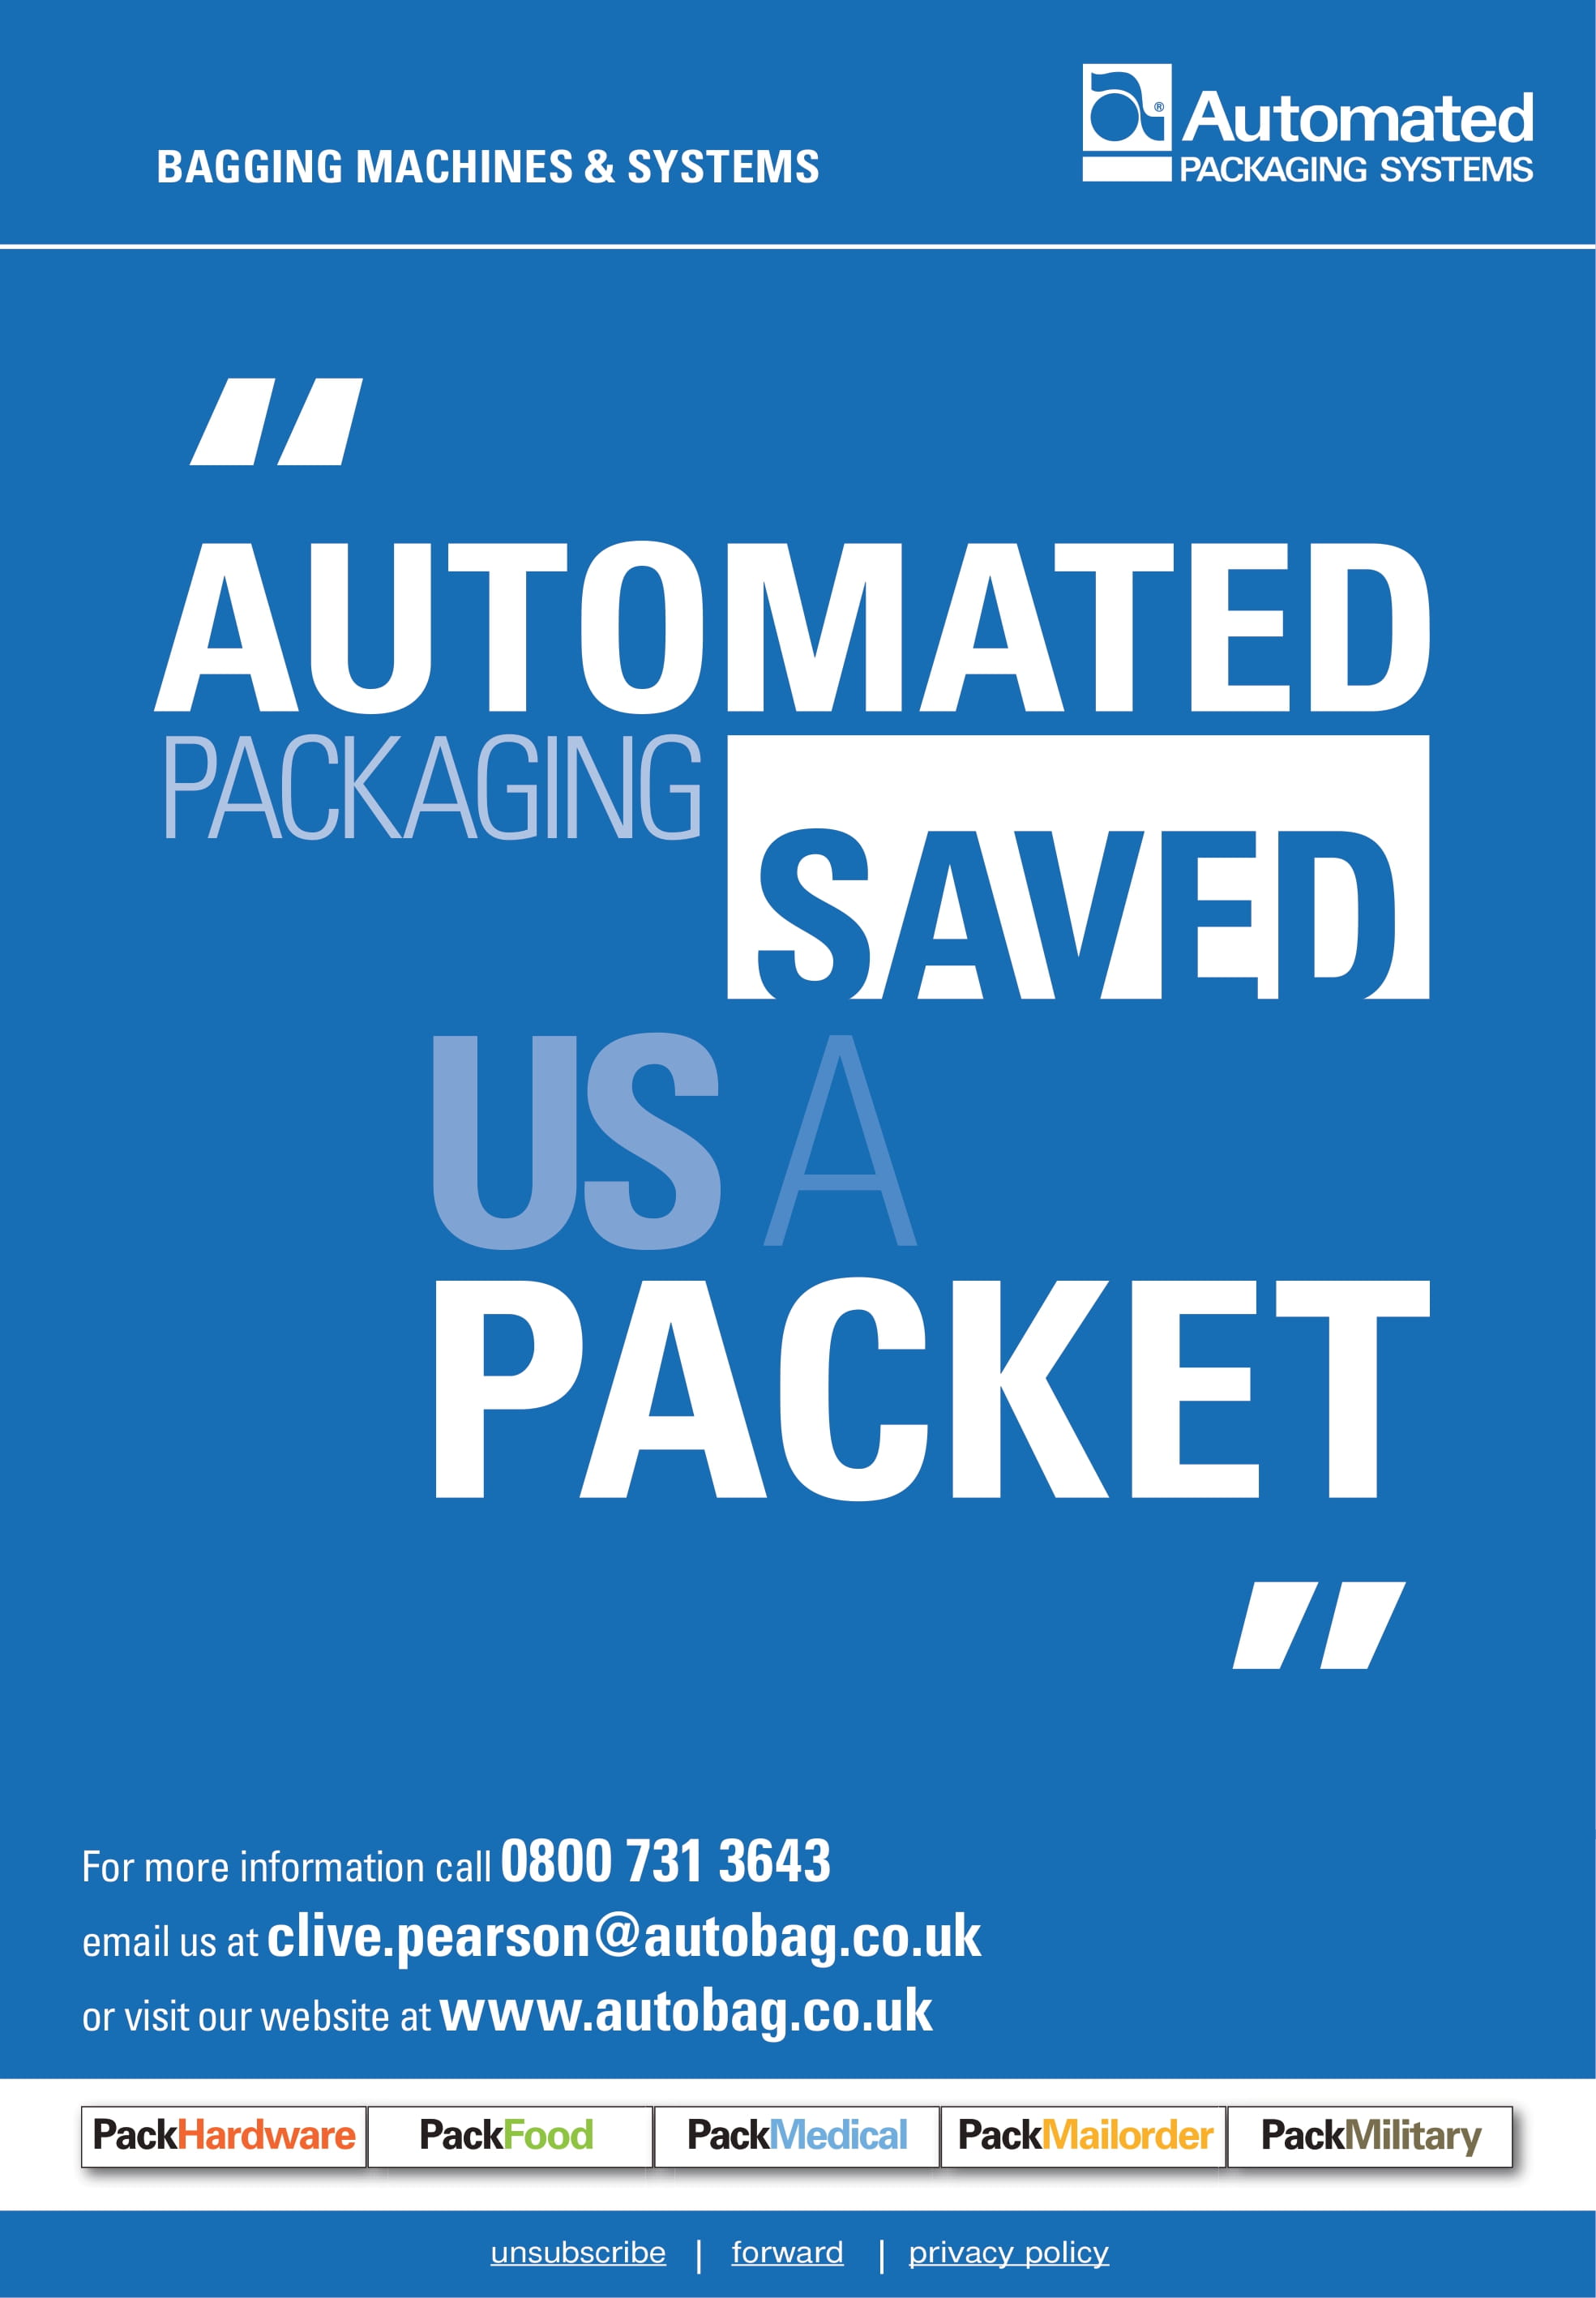 BAGGING MACHINES & SYSTEMS
a® Automated
PACKAGING SYSTEMS
“
AUTOMATED
PACKAGING
SAVED
US A
PACKET
”
For more information call 0800 731 3643
email us at clive.pearson@autobag.co.uk
or visit our website at www.autobag.co.uk
PackHardware PackFood PackMedical PackMailorder PackMilitary
unsubscribe | forward | privacy policy